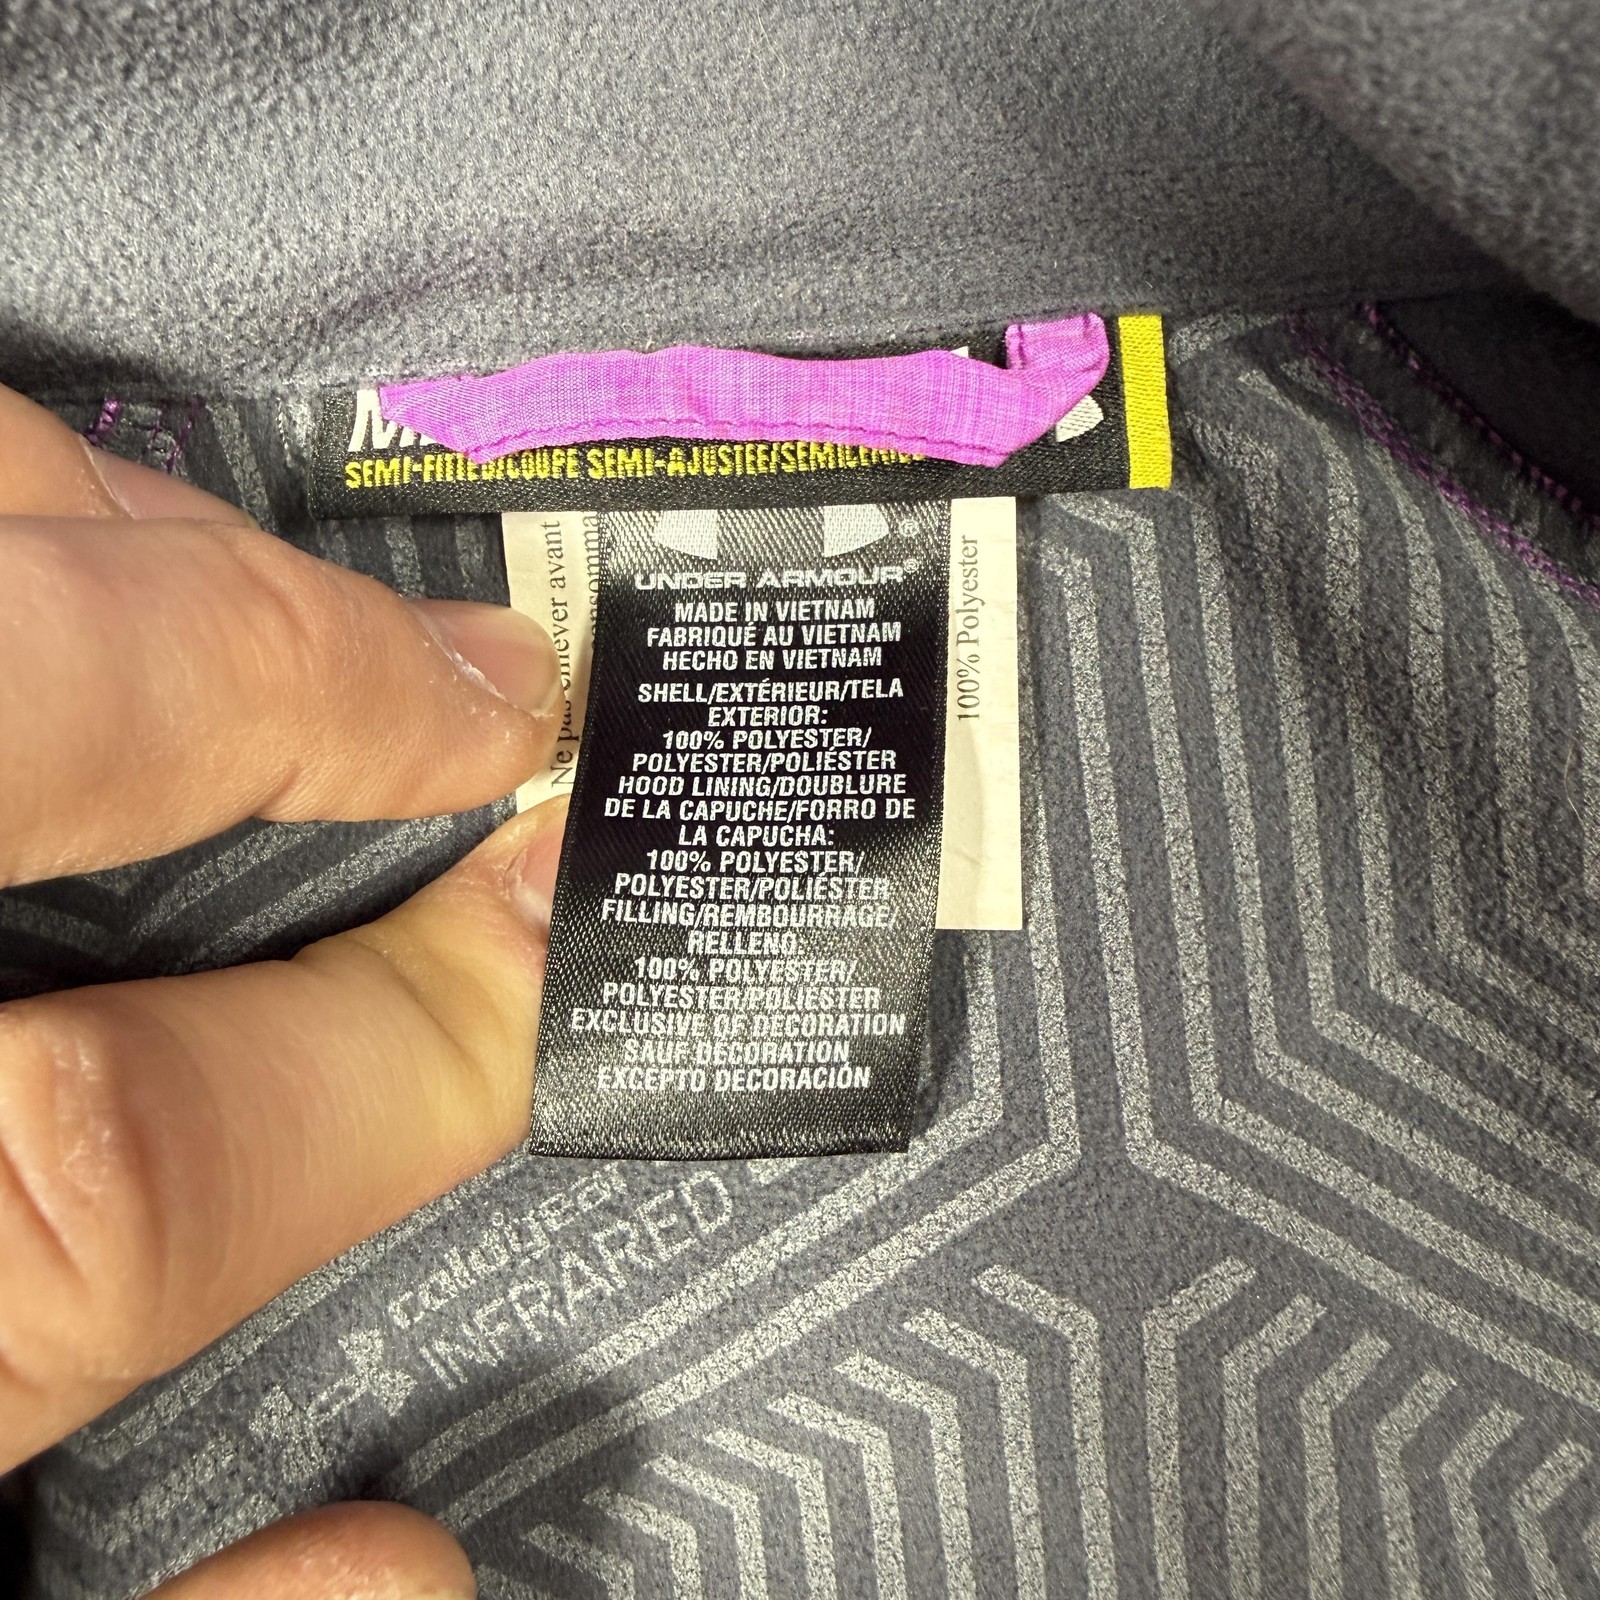 SEMI-FITTED/COUPE SEMI-AJUSTÉE/SEMICEÑIDO
Ne pas enlever avant
100% Polyester
UNDER ARMOUR®
MADE IN VIETNAM
FABRIQUÉ AU VIETNAM
HECHO EN VIETNAM
SHELL/EXTÉRIEUR/TELA
EXTERIOR:
100% POLYESTER/
POLYESTER/POLIÉSTER
HOOD LINING/DOUBLURE
DE LA CAPUCHE/FORRO DE
LA CAPUCHA:
100% POLYESTER/
POLYESTER/POLIÉSTER
FILLING/REMBOURRAGE/
RELLENO:
100% POLYESTER/
POLYESTER/POLIÉSTER
EXCLUSIVE OF DECORATION
SAUF DÉCORATION
EXCEPTO DECORACIÓN
coldgear
INFRARED